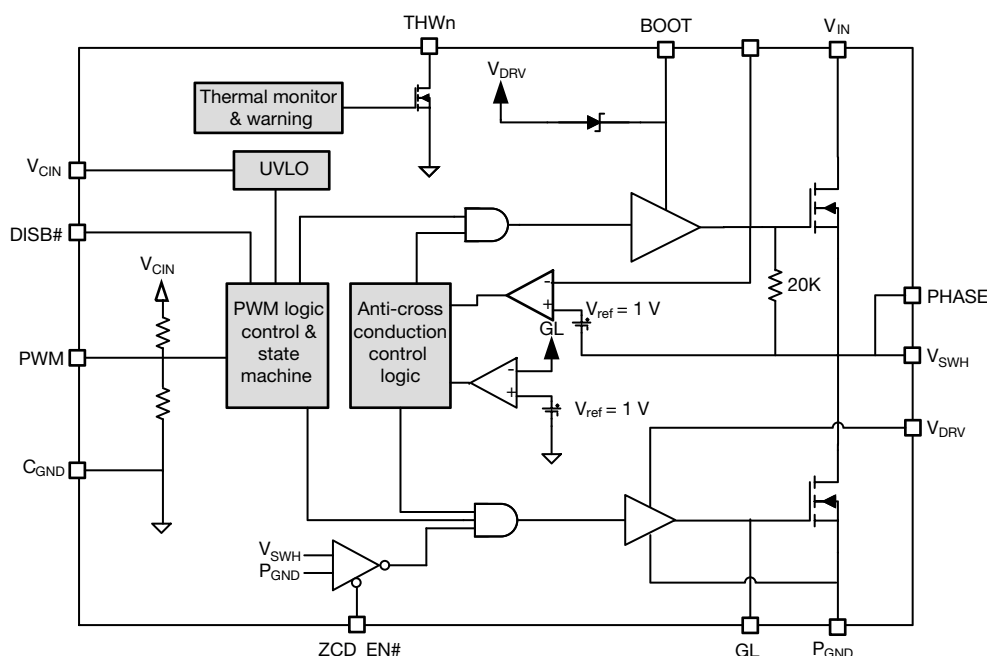 THWn
BOOT
VIN
VDRV
Thermal monitor
& warning
VCIN
UVLO
DISB#
VCIN
PWM logic
control &
state
machine
Anti-cross
conduction
control
logic
-
+
Vref = 1 V
GL
20K
PHASE
PWM
VSWH
-
+
Vref = 1 V
VDRV
CGND
VSWH
PGND
ZCD_EN#
GL
PGND